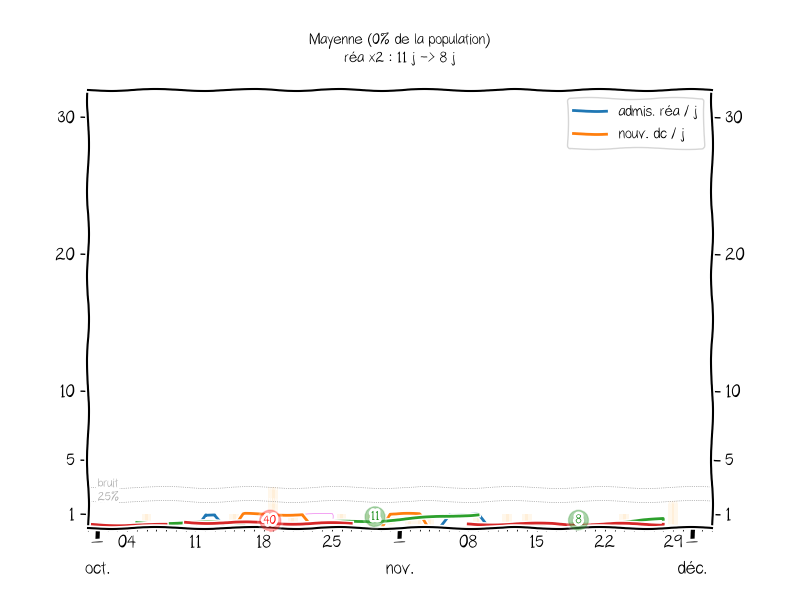 Mayenne (0% de la population)
réa x2 : 11 j -> 8 j
admis. réa / j
nouv. dc / j
30
30
20
20
10
10
5
5
bruit
25%
1
1
40
11
8
04
11
18
25
08
15
22
29
oct.
nov.
déc.